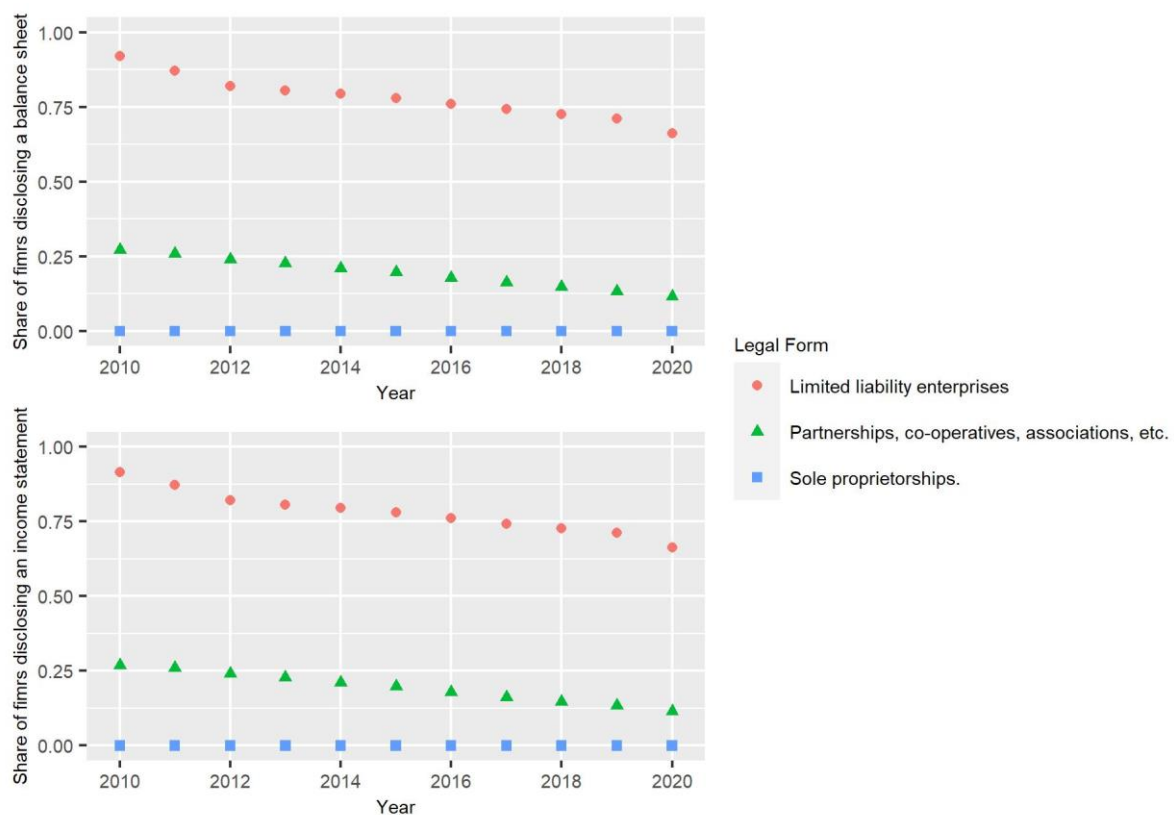 Share of fimrs disclosing a balance sheet
1.00
0.75
0.50
0.25
0.00
2010 2012 2014 2016 2018 2020
Year
Legal Form
Limited liability enterprises
Partnerships, co-operatives, associations, etc.
Sole proprietorships.
Share of fimrs disclosing an income statement
1.00
0.75
0.50
0.25
0.00
2010 2012 2014 2016 2018 2020
Year